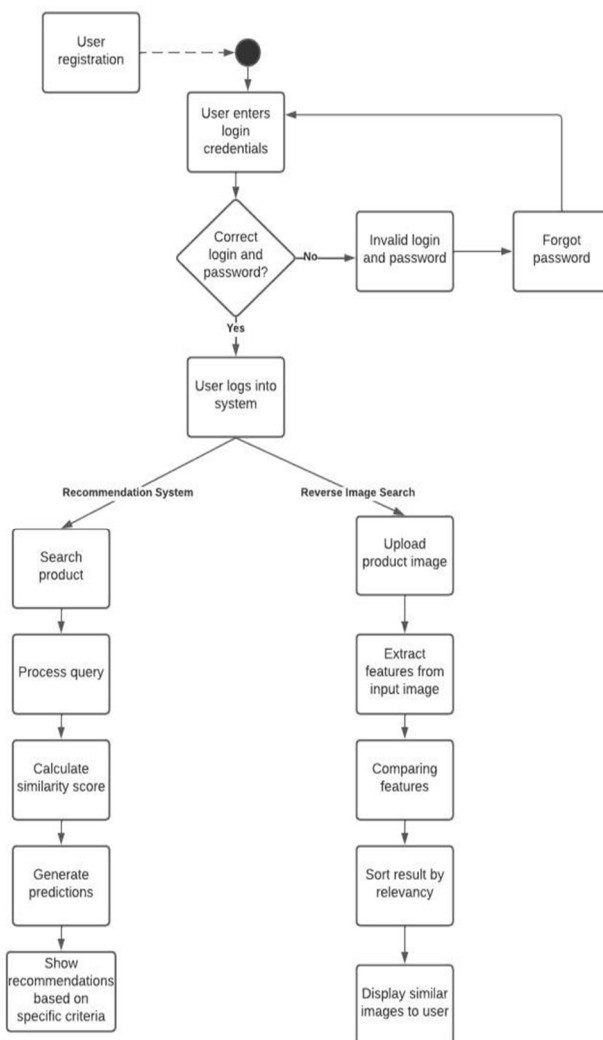 User
registration
User enters
login
credentials
Correct
login and
password?
No
Invalid login
and password
Forgot
password
Yes
User logs into
system
Recommendation System
Reverse Image Search
Search
product
Process query
Calculate
similarity score
Generate
predictions
Show
recommendations
based on
specific criteria
Upload
product image
Extract
features from
input image
Comparing
features
Sort result by
relevancy
Display similar
images to user